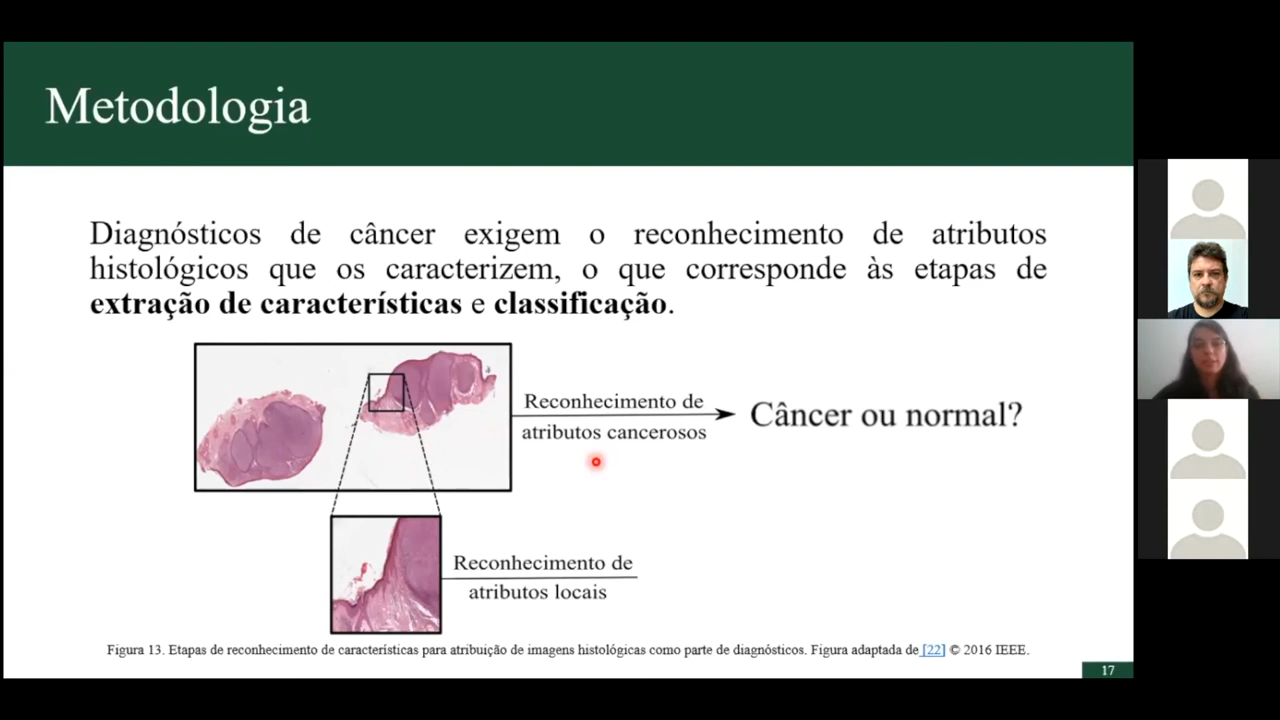 Metodologia
Diagnósticos de câncer exigem o reconhecimento de atributos
histológicos que os caracterizem, o que corresponde às etapas de
extração de características e classificação.
Reconhecimento de
atributos cancerosos
Câncer ou normal?
Reconhecimento de
atributos locais
Figura 13. Etapas de reconhecimento de características para atribuição de imagens histológicas como parte de diagnósticos. Figura adaptada de [22] © 2016 IEEE.
17